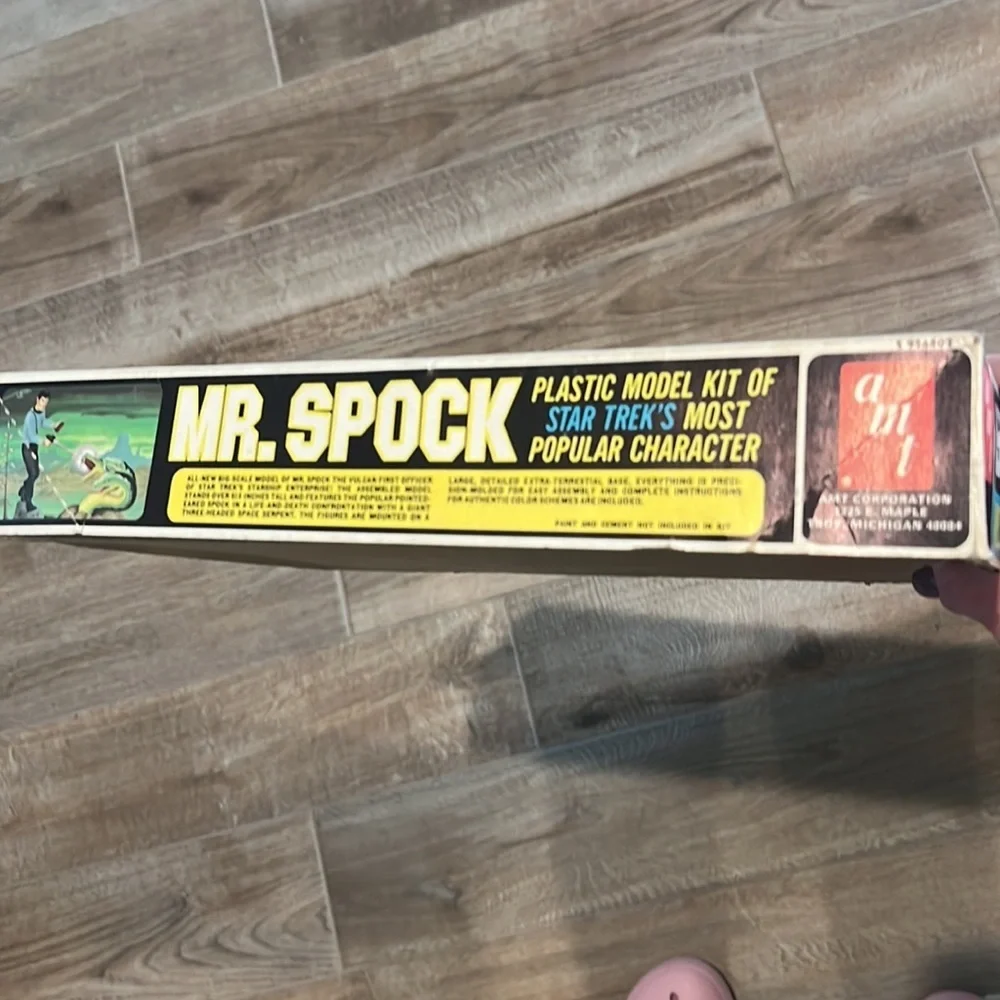 MR. SPOCK
PLASTIC MODEL KIT OF
STAR TREK'S MOST
POPULAR CHARACTER
ALL-NEW BIG-SCALE MODEL OF MR. SPOCK THE VULCAN FIRST OFFICER
OF STAR TREK'S STARSHIP ENTERPRISE! THE ASSEMBLED MODEL
STANDS OVER SIX INCHES TALL AND FEATURES THE POPULAR POINTED-
EARED SPOCK IN A LIFE AND DEATH CONFRONTATION WITH A GIANT
THREE-HEADED SPACE SERPENT. THE FIGURES ARE MOUNTED ON A
LARGE, DETAILED EXTRA-TERRESTRIAL BASE. EVERYTHING IS PRECI-
SION-MOLDED FOR EASY ASSEMBLY AND COMPLETE INSTRUCTIONS
FOR AUTHENTIC COLOR SCHEMES ARE INCLUDED.
PAINT AND CEMENT NOT INCLUDED IN KIT
amt
AMT CORPORATION
1225 E. MAPLE
TROY, MICHIGAN 48084